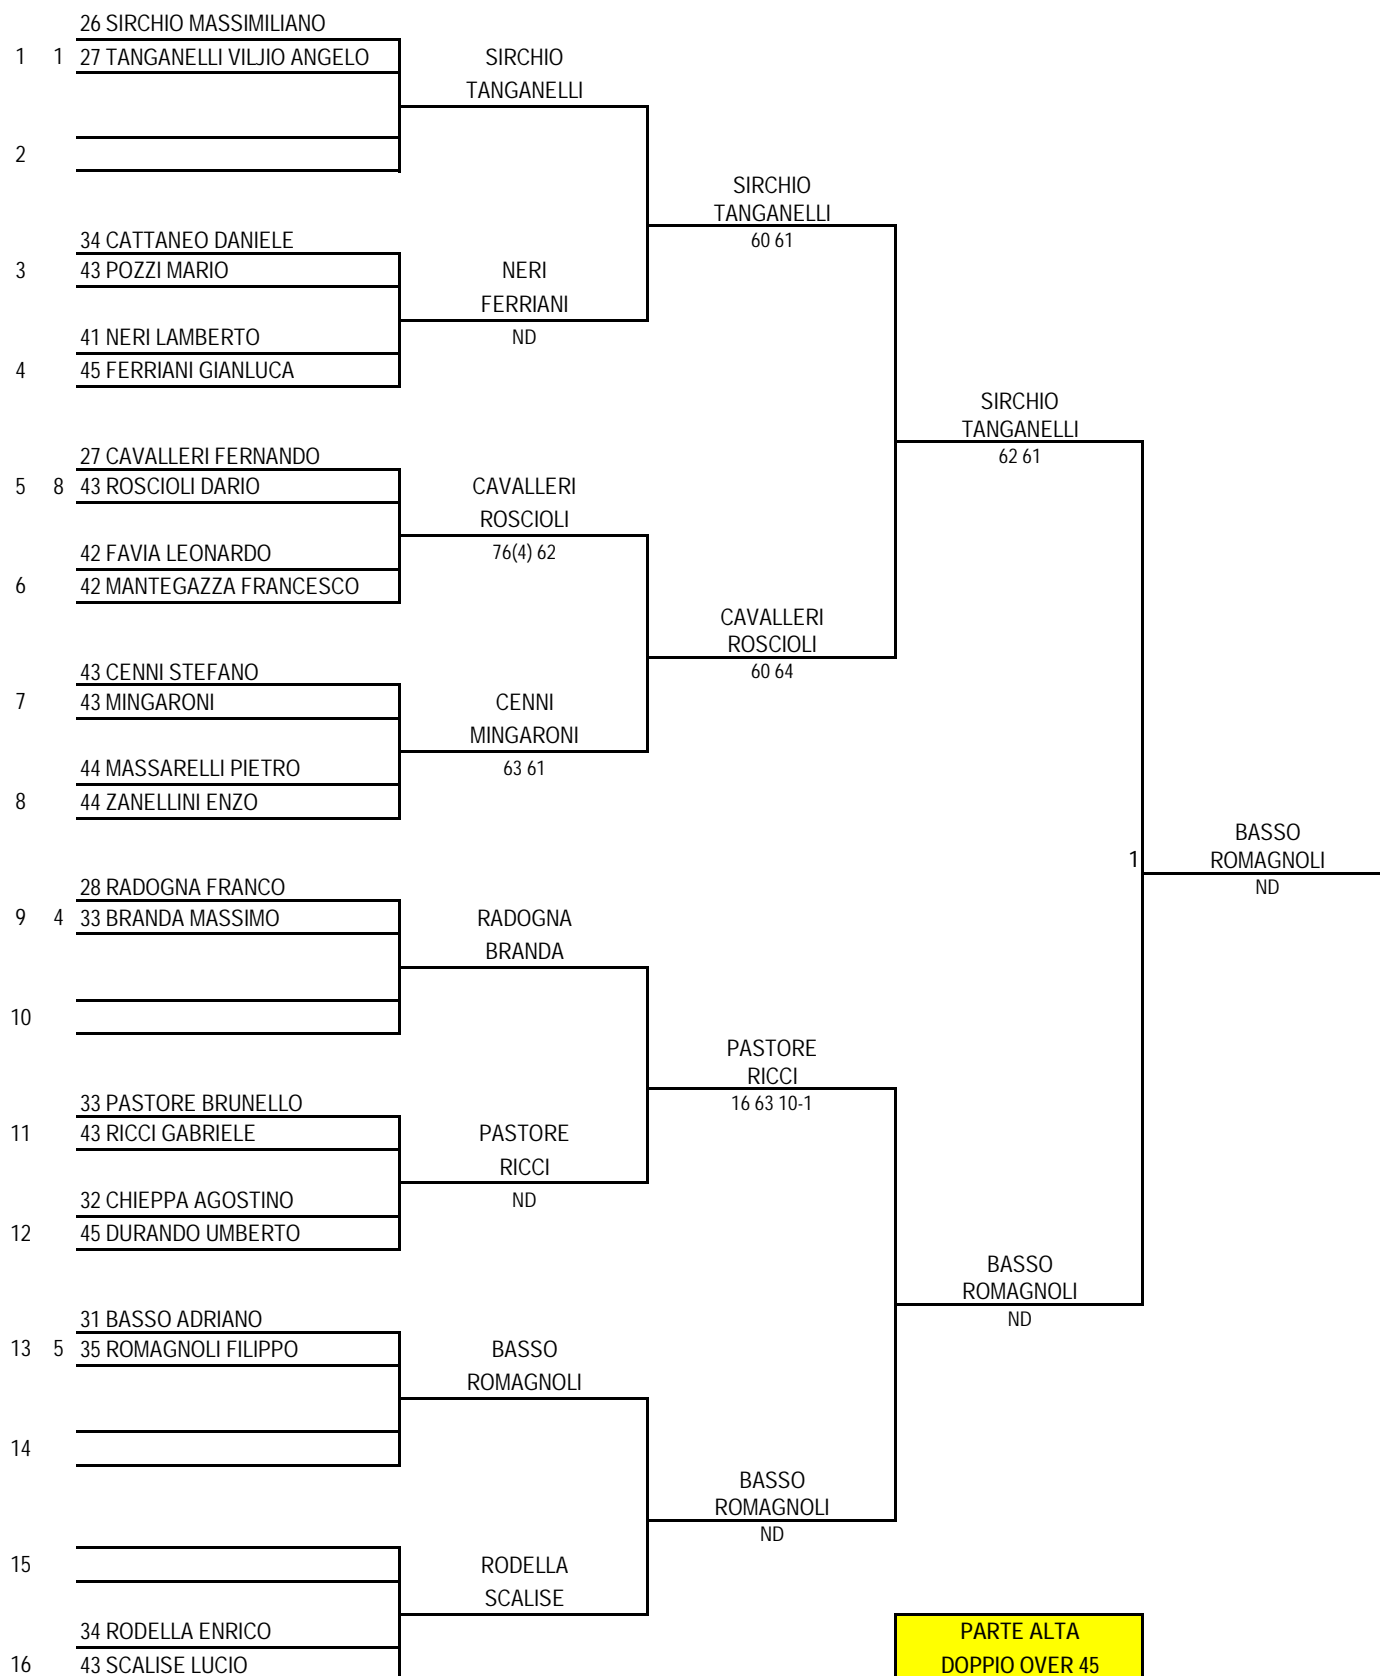 26 SIRCHIO MASSIMILIANO
1 1 27 TANGANELLI VILJIO ANGELO SIRCHIO
TANGANELLI
2
SIRCHIO
TANGANELLI
34 CATTANEO DANIELE 60 61
3 43 POZZI MARIO NERI
FERRIANI
41 NERI LAMBERTO ND
4 45 FERRIANI GIANLUCA
SIRCHIO
TANGANELLI
27 CAVALLERI FERNANDO 62 61
5 8 43 ROSCIOLI DARIO CAVALLERI
ROSCIOLI
42 FAVIA LEONARDO 76(4) 62
6 42 MANTEGAZZA FRANCESCO
CAVALLERI
ROSCIOLI
43 CENNI STEFANO 60 64
7 43 MINGARONI CENNI
MINGARONI
44 MASSARELLI PIETRO 63 61
8 44 ZANELLINI ENZO
BASSO
1 ROMAGNOLI
28 RADOGNA FRANCO ND
9 4 33 BRANDA MASSIMO RADOGNA
BRANDA
10
PASTORE
RICCI
33 PASTORE BRUNELLO 16 63 10-1
11 43 RICCI GABRIELE PASTORE
RICCI
32 CHIEPPA AGOSTINO ND
12 45 DURANDO UMBERTO
BASSO
ROMAGNOLI
31 BASSO ADRIANO ND
13 5 35 ROMAGNOLI FILIPPO BASSO
ROMAGNOLI
14
BASSO
ROMAGNOLI
ND
15 RODELLA
SCALISE
34 RODELLA ENRICO PARTE ALTA
16 43 SCALISE LUCIO DOPPIO OVER 45